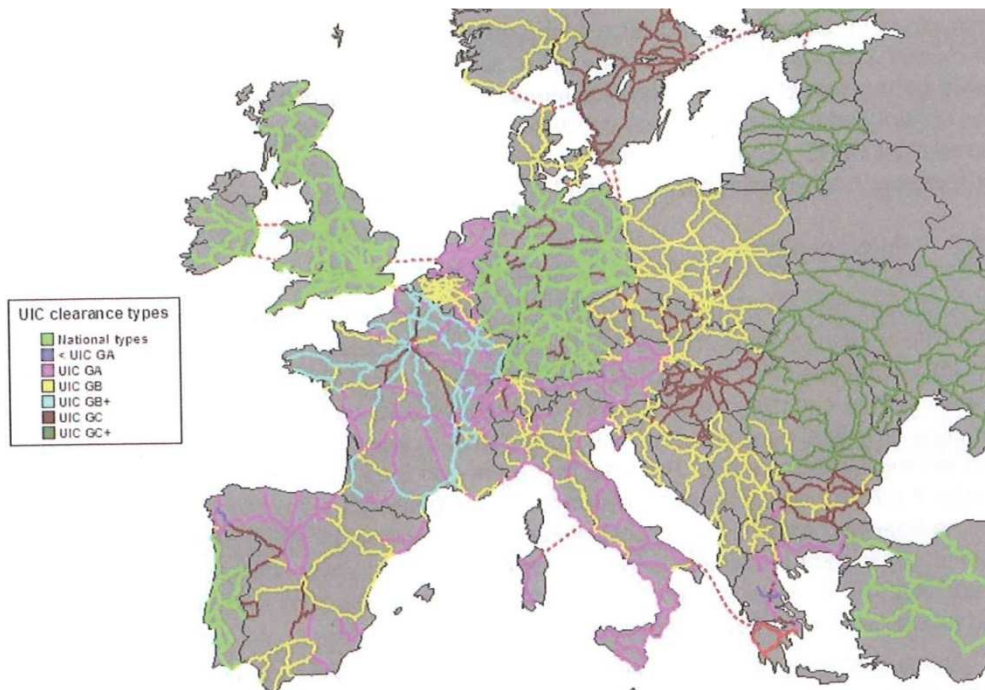 UIC clearance types
National types
< UIC GA
UIC GA
UIC GB
UIC GB+
UIC GC
UIC GC+